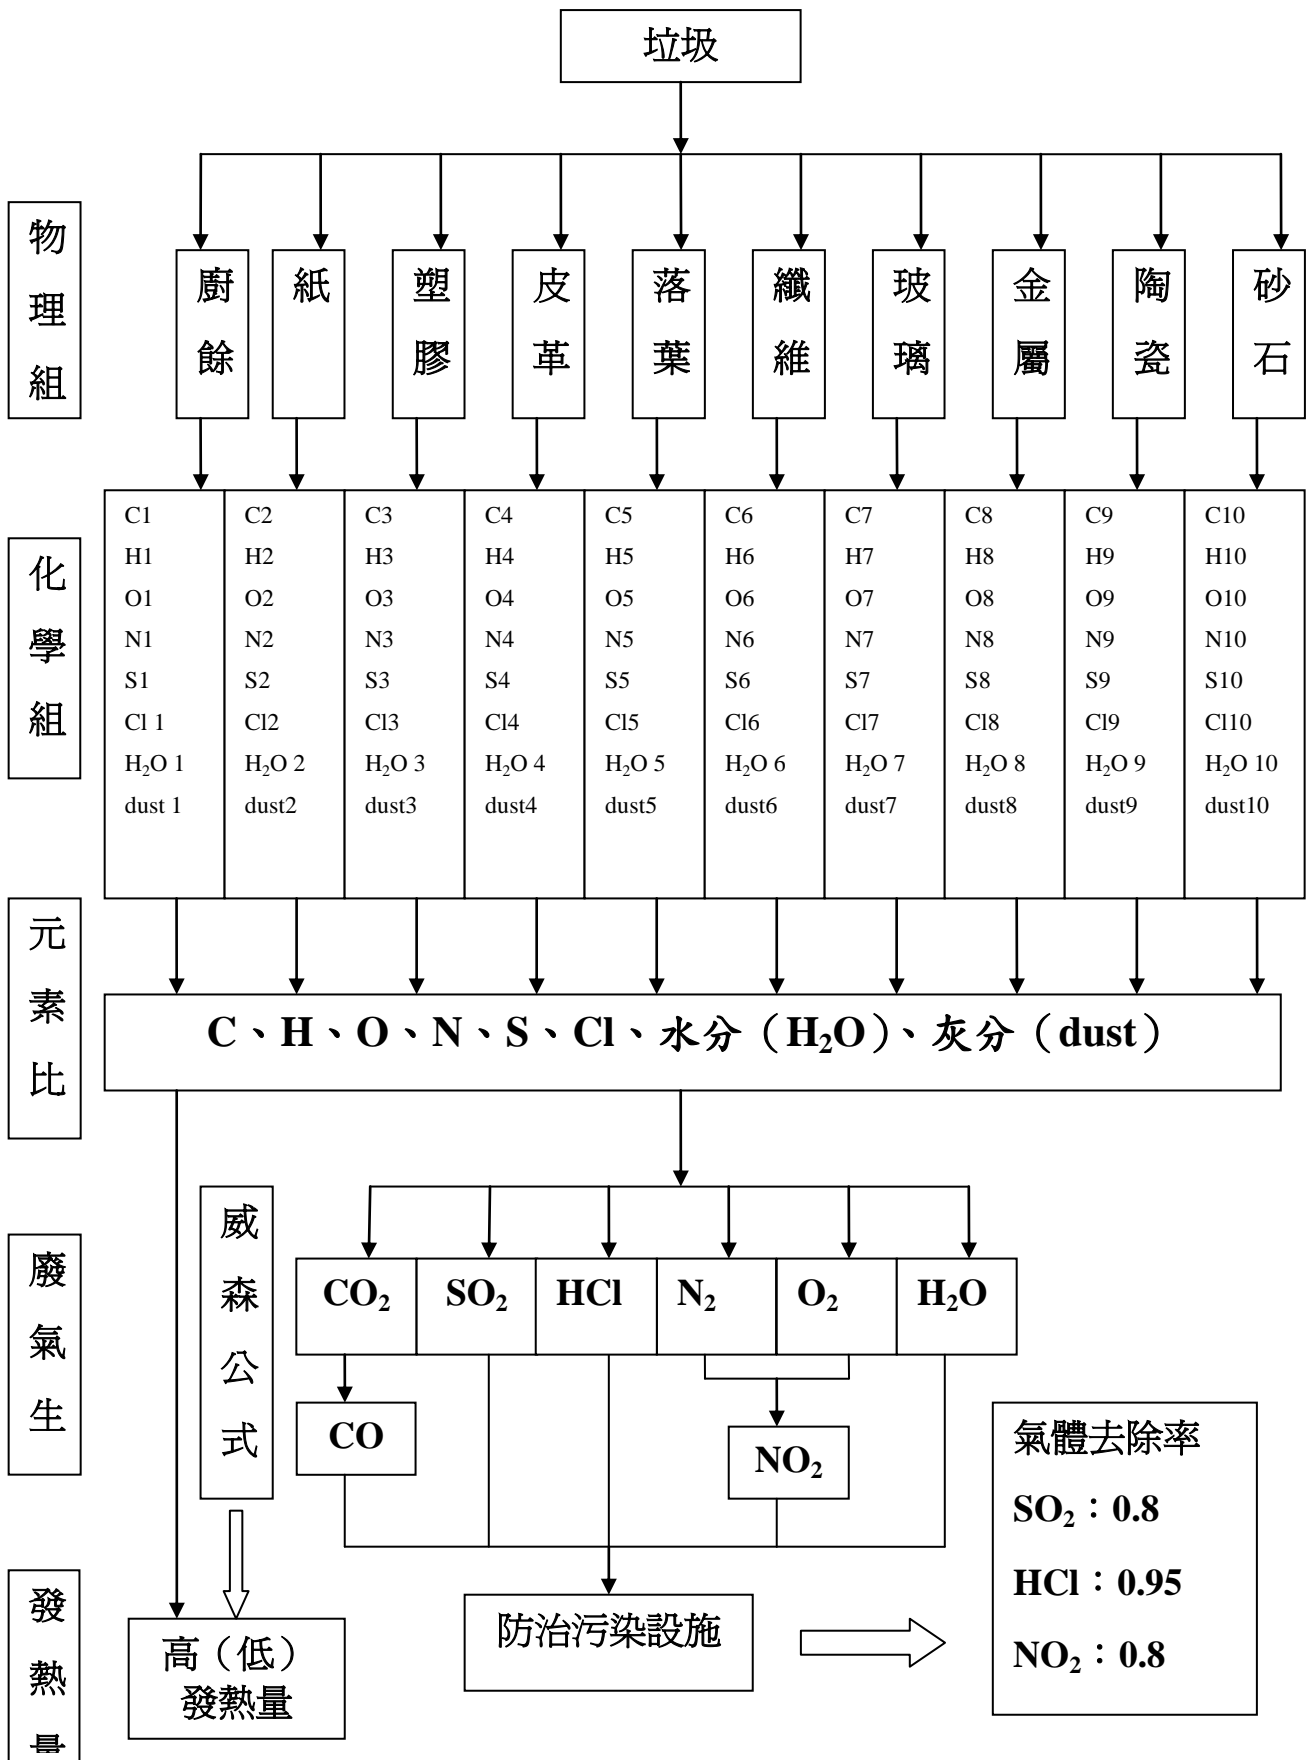 垃圾
物理組
廚餘
紙
塑膠
皮革
落葉
纖維
玻璃
金屬
陶瓷
砂石
化學組
C1 C2 C3 C4 C5 C6 C7 C8 C9 C10
H1 H2 H3 H4 H5 H6 H7 H8 H9 H10
O1 O2 O3 O4 O5 O6 O7 O8 O9 O10
N1 N2 N3 N4 N5 N6 N7 N8 N9 N10
S1 S2 S3 S4 S5 S6 S7 S8 S9 S10
Cl 1 Cl2 Cl3 Cl4 Cl5 Cl6 Cl7 Cl8 Cl9 Cl10
H₂O 1 H₂O 2 H₂O 3 H₂O 4 H₂O 5 H₂O 6 H₂O 7 H₂O 8 H₂O 9 H₂O 10
dust 1 dust2 dust3 dust4 dust5 dust6 dust7 dust8 dust9 dust10
元素比
C、H、O、N、S、Cl、水分（H₂O）、灰分（dust）
廢氣生
威森公式
CO₂ SO₂ HCl N₂ O₂ H₂O
CO
NO₂
氣體去除率
SO₂：0.8
HCl：0.95
NO₂：0.8
發熱量
高（低）
發熱量
防治污染設施